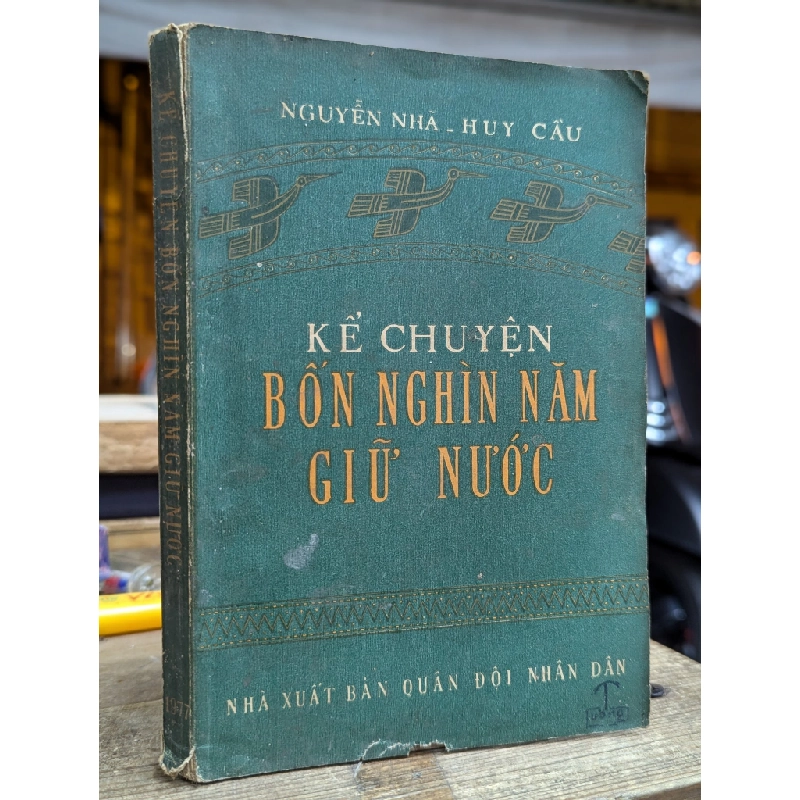 NGUYỄN NHÃ - HUY CẦU
KỂ CHUYỆN
BỐN NGHÌN NĂM
GIỮ NƯỚC
NHÀ XUẤT BẢN QUÂN ĐỘI NHÂN DÂN
KỂ CHUYỆN BỐN NGHÌN NĂM GIỮ NƯỚC
1977